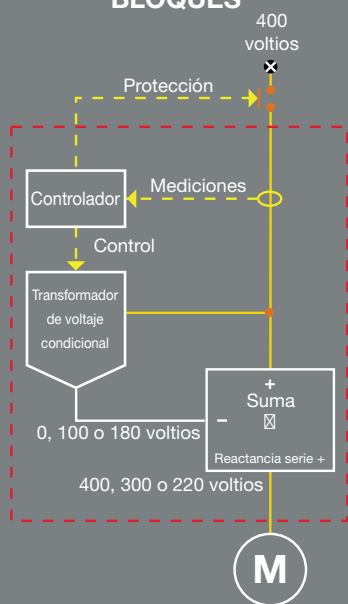 BLOQUES
400
voltios
Protección
Controlador
Mediciones
Control
Transformador
de voltaje
condicional
+
Suma
−
0, 100 o 180 voltios
Reactancia serie +
400, 300 o 220 voltios
M